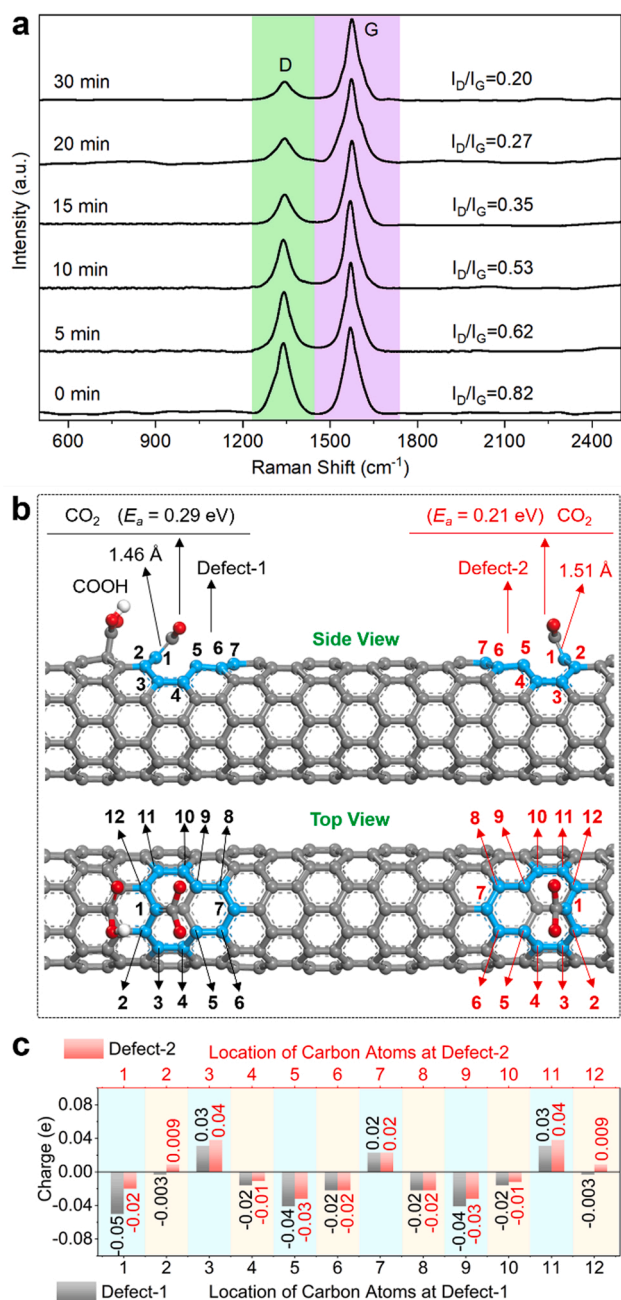 a
D
G
30 min
I_D/I_G=0.20
20 min
I_D/I_G=0.27
15 min
I_D/I_G=0.35
10 min
I_D/I_G=0.53
5 min
I_D/I_G=0.62
0 min
I_D/I_G=0.82
Intensity (a.u.)
600 900 1200 1500 1800 2100 2400
Raman Shift (cm⁻¹)
b
CO₂ (Eₐ = 0.29 eV)
(Eₐ = 0.21 eV) CO₂
1.46 Å
Defect-1
Defect-2
1.51 Å
COOH
Side View
2 1 5 6 7
3 4
7 6 5 1 2
4 3
Top View
12 11 10 9 8
8 9 10 11 12
1 7
7 1
2 3 4 5 6
6 5 4 3 2
c
Defect-2 Location of Carbon Atoms at Defect-2
1 2 3 4 5 6 7 8 9 10 11 12
Charge (e)
0.08
0.04
0.00
-0.04
-0.08
-0.05 -0.02
-0.003 0.009
0.03 0.04
-0.02 -0.01
-0.04 -0.03
-0.02 -0.02
0.02 0.02
-0.02 -0.02
-0.04 -0.03
-0.02 -0.01
0.03 0.04
-0.003 0.009
1 2 3 4 5 6 7 8 9 10 11 12
Defect-1 Location of Carbon Atoms at Defect-1